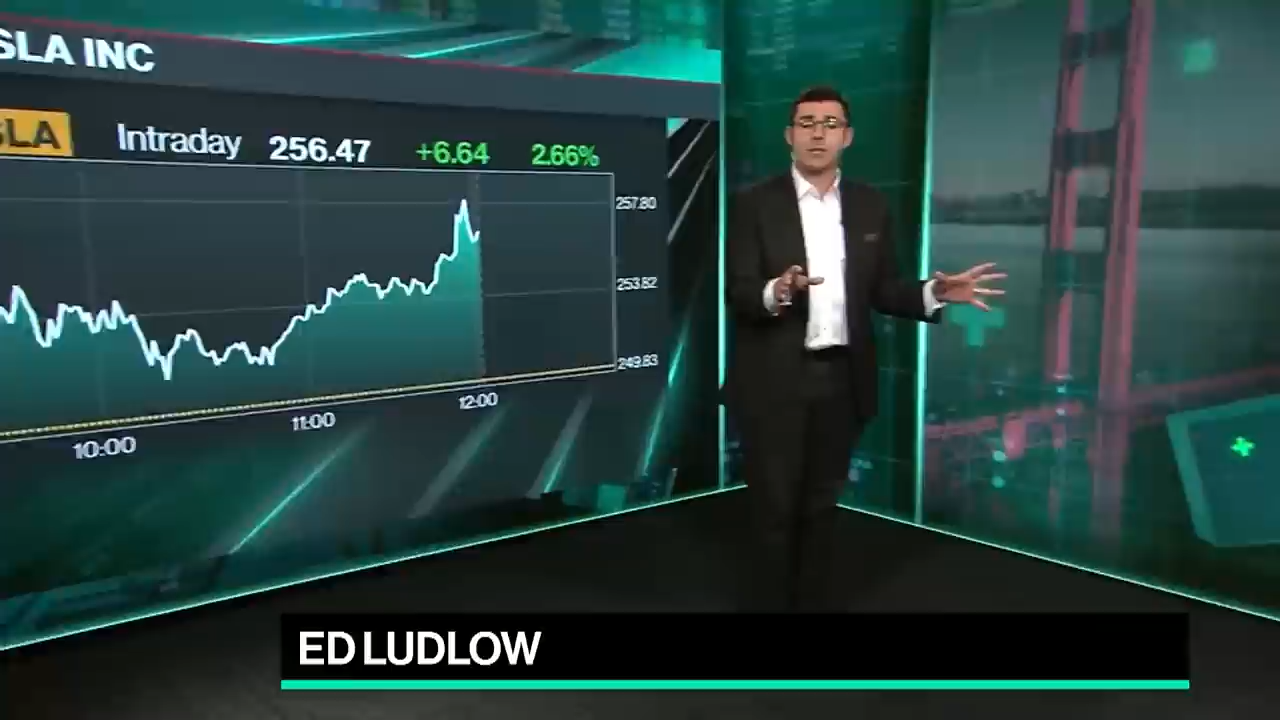 SLA INC
SLA Intraday 256.47 +6.64 2.66%
257.80
253.82
249.83
10:00 11:00 12:00
ED LUDLOW